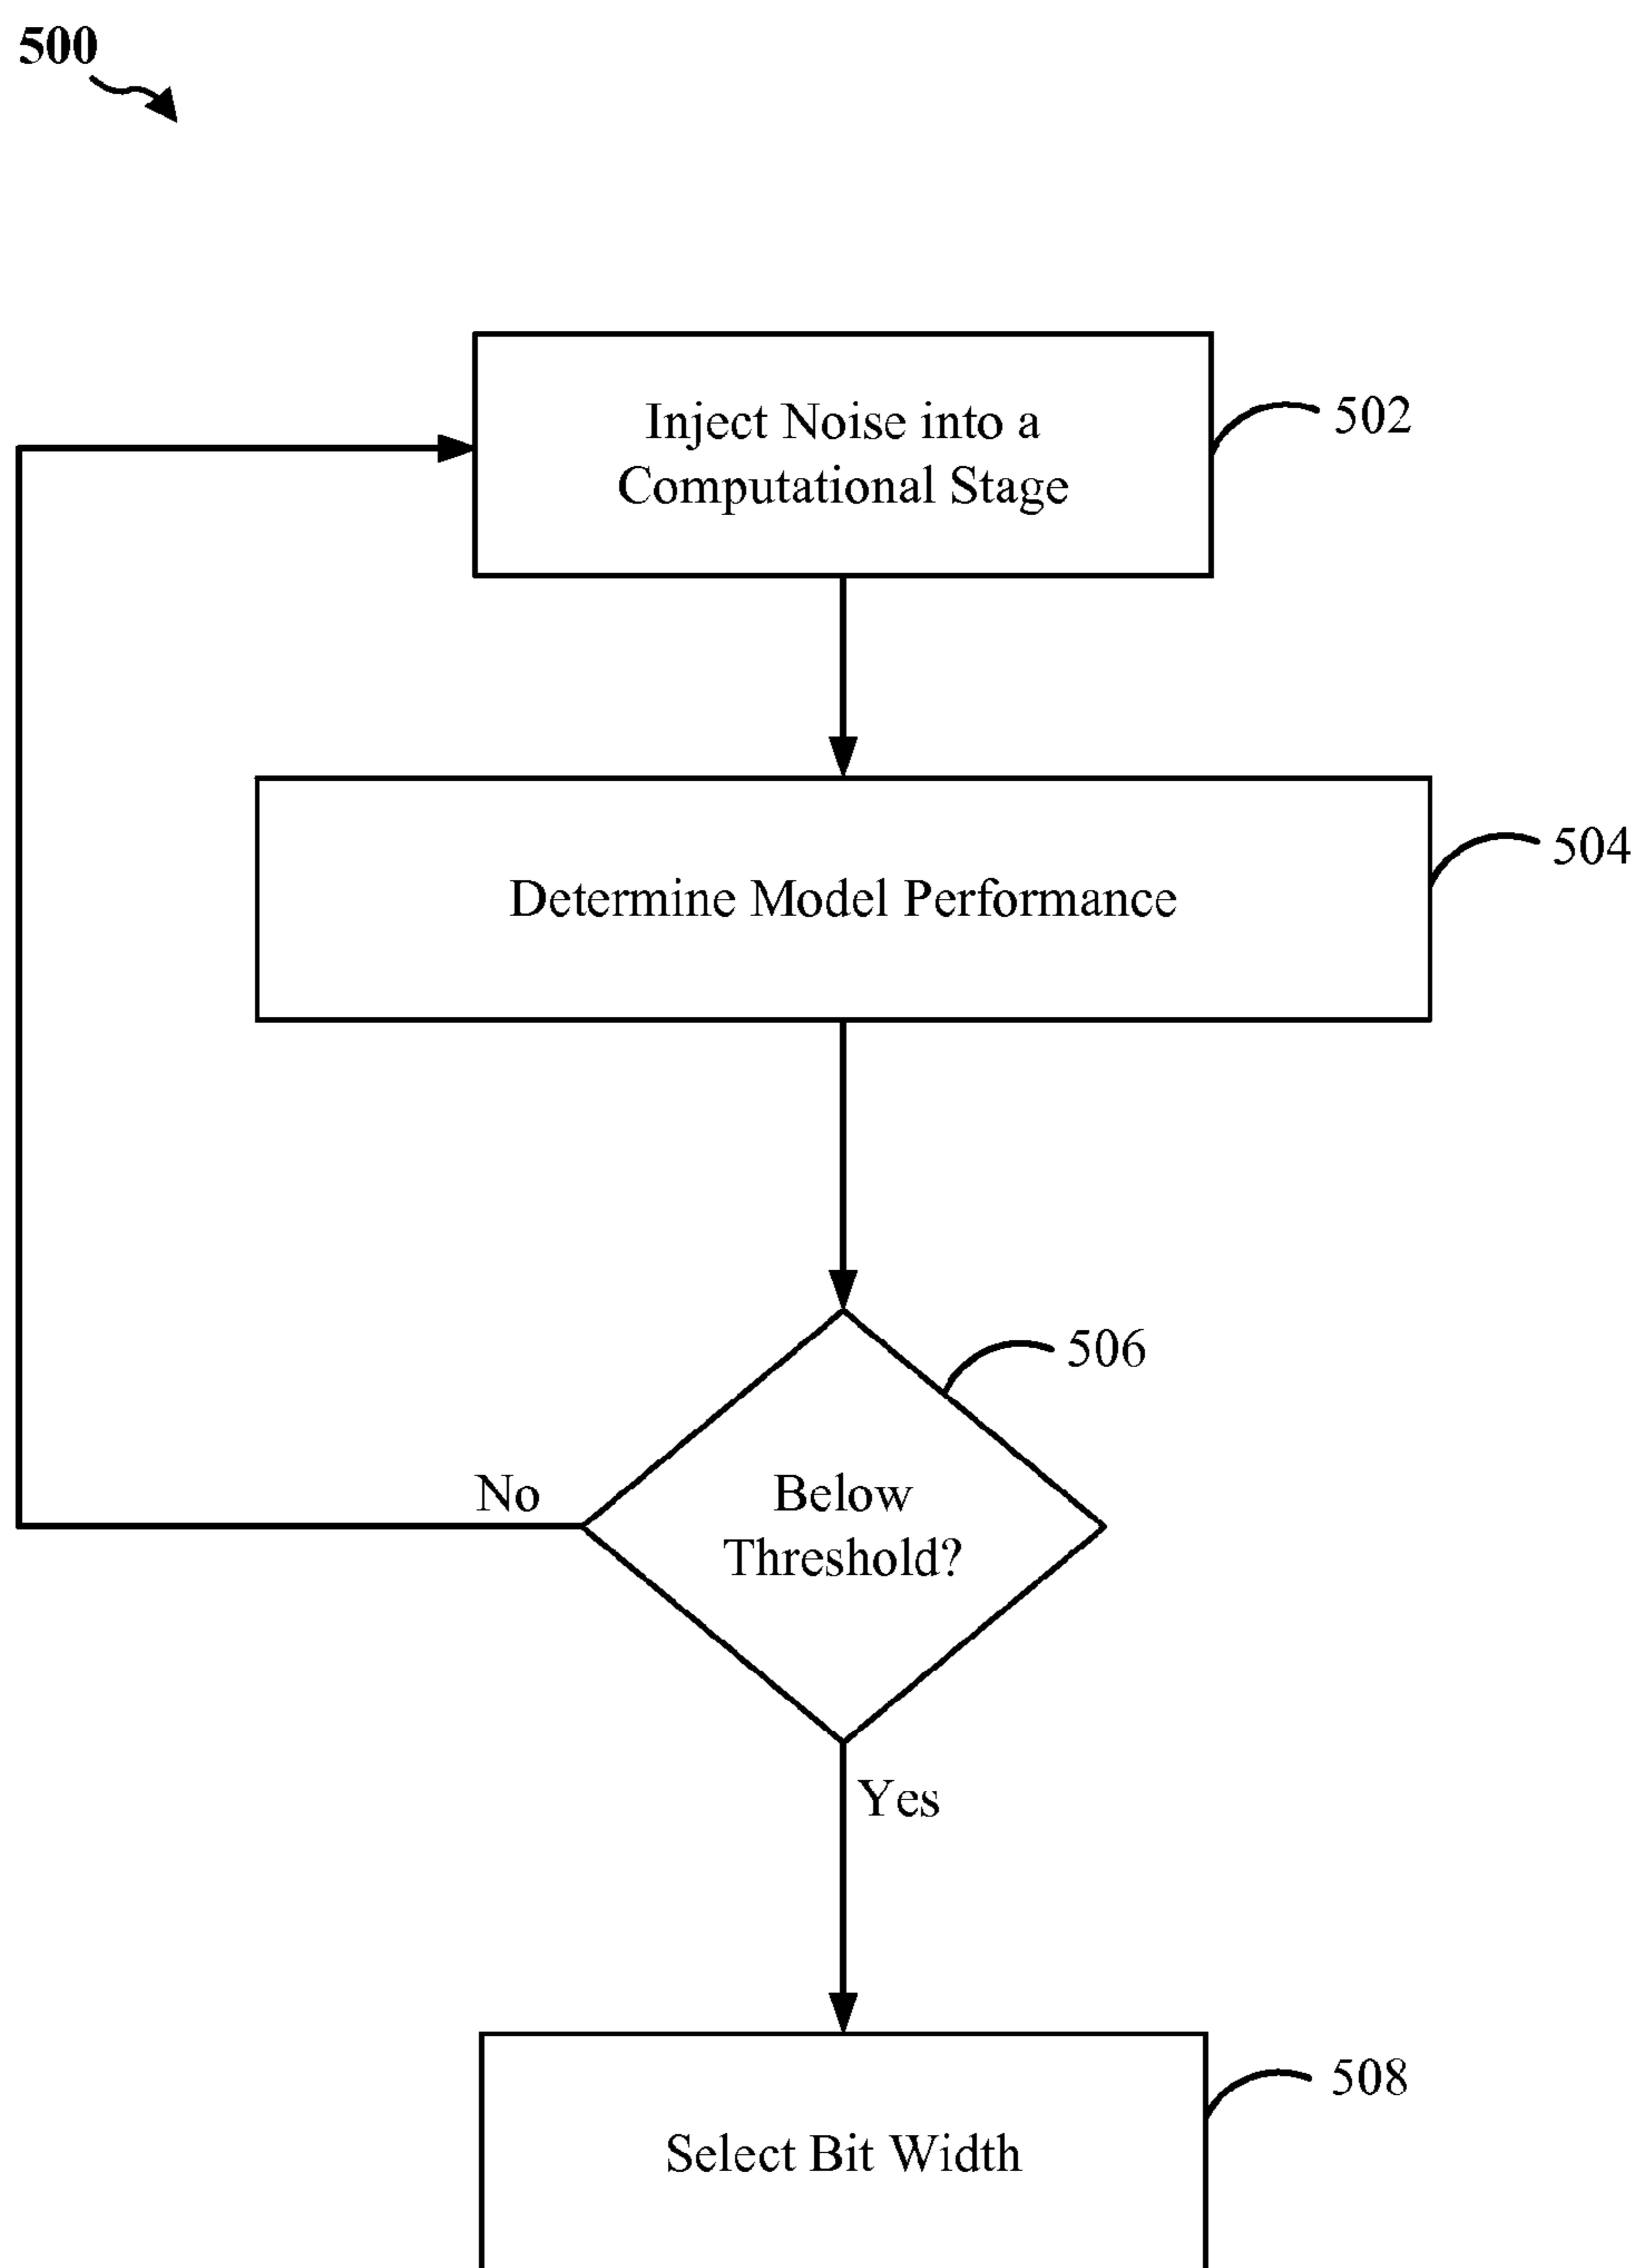 500
Inject Noise into a
Computational Stage
502
Determine Model Performance
504
506
Below
Threshold?
No
Yes
508
Select Bit Width